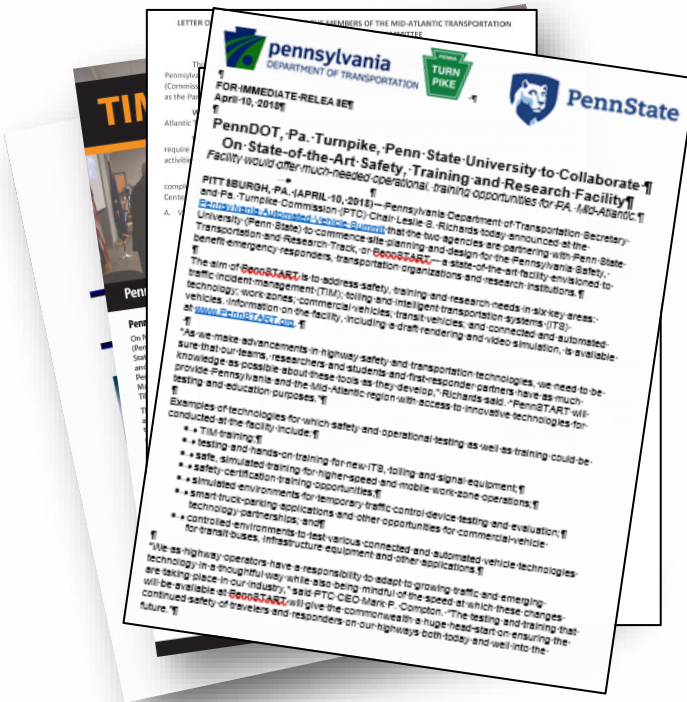 LETTER O
MEMBERS OF THE MID-ATLANTIC TRANSPORTATION
Pennsylva
(Commiss
as the Par
Atlantic
require
activities
compl
Cente
A.
TIM
pennsylvania
DEPARTMENT OF TRANSPORTATION
PENNA
TURN
PIKE
PennState
¶
FOR IMMEDIATE RELEASE¶
April 10, 2018¶
¶
PennDOT, Pa. Turnpike, Penn State University to Collaborate ¶
On State-of-the-Art Safety, Training and Research Facility¶
Facility would offer much-needed operational, training opportunities for PA, Mid-Atlantic.¶
¶
PITTSBURGH, PA. (APRIL 10, 2018) — Pennsylvania Department of Transportation Secretary
and Pa. Turnpike Commission (PTC) Chair Leslie S. Richards today announced at the
Pennsylvania Automated Vehicle Summit that the two agencies are partnering with Penn State
University (Penn State) to commence site planning and design for the Pennsylvania Safety,
Transportation and Research Track, or PennSTART — a state of the art facility envisioned to
benefit emergency responders, transportation organizations and research institutions.¶
¶
The aim of PennSTART is to address safety, training and research needs in six key areas:
traffic incident management (TIM); tolling and intelligent transportation systems (ITS)
technology; work zones; commercial vehicles; transit vehicles; and connected and automated
vehicles. Information on the facility, including a draft rendering and video simulation, is available
at www.PennSTART.org. ¶
¶
"As we make advancements in highway safety and transportation technologies, we need to be
sure that our teams, researchers and students and first-responder partners have as much
knowledge as possible about these tools as they develop," Richards said. "PennSTART will
provide Pennsylvania and the Mid-Atlantic region with access to innovative technologies for
testing and education purposes."¶
¶
Examples of technologies for which safety and operational testing as well as training could be
conducted at the facility include:¶
• TIM training;¶
• testing and hands-on training for new ITS, tolling and signal equipment;¶
• safe, simulated training for higher-speed and mobile work-zone operations;¶
• safety certification training opportunities;¶
• simulated environments for temporary traffic control device testing and evaluation;¶
• smart truck parking applications and other opportunities for commercial-vehicle
technology partnerships; and¶
• controlled environments to test various connected and automated vehicle technologies
for transit buses, infrastructure equipment and other applications.¶
¶
"We as highway operators have a responsibility to adapt to growing traffic and emerging
technology in a thoughtful way while also being mindful of the speed at which these changes
are taking place in our industry," said PTC CEO Mark P. Compton. "The testing and training that
will be available at PennSTART will give the commonwealth a huge head start on ensuring the
continued safety of travelers and responders on our highways both today and well into the
future."¶